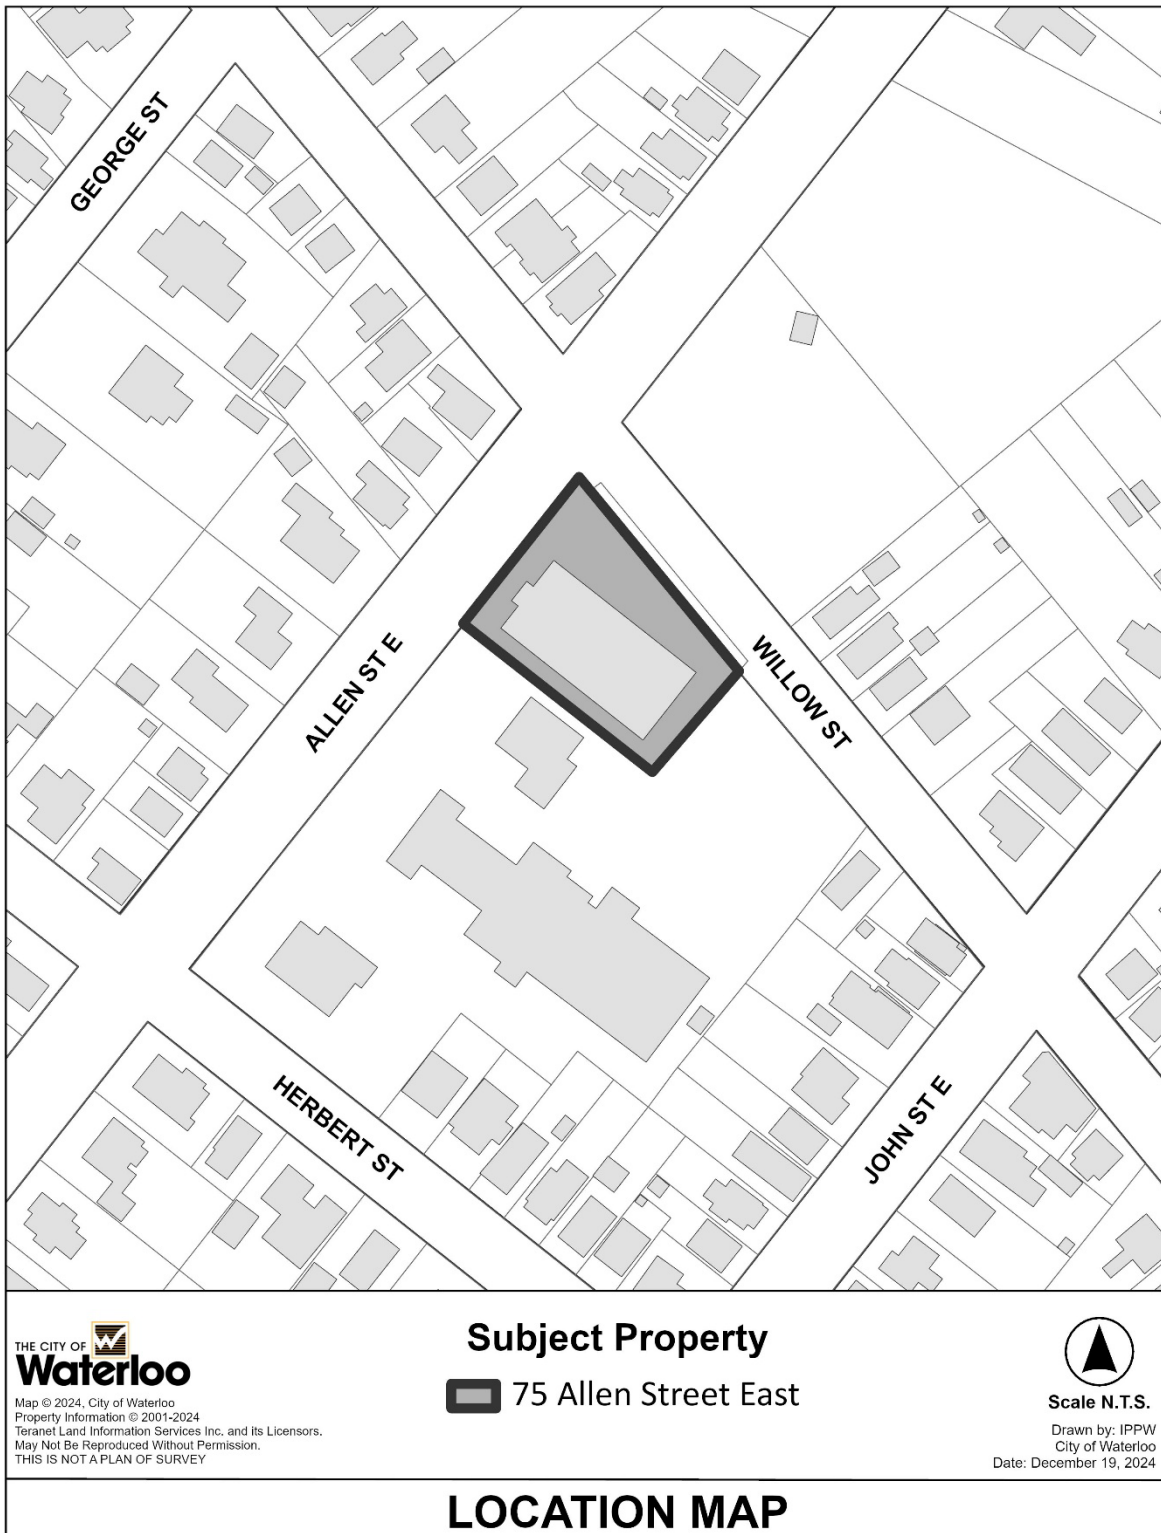 GEORGE ST
ALLEN ST E
WILLOW ST
HERBERT ST
JOHN ST E
THE CITY OF
Waterloo
Map © 2024, City of Waterloo
Property Information © 2001-2024
Teranet Land Information Services Inc. and its Licensors.
May Not Be Reproduced Without Permission.
THIS IS NOT A PLAN OF SURVEY
Subject Property
75 Allen Street East
Scale N.T.S.
Drawn by: IPPW
City of Waterloo
Date: December 19, 2024
LOCATION MAP